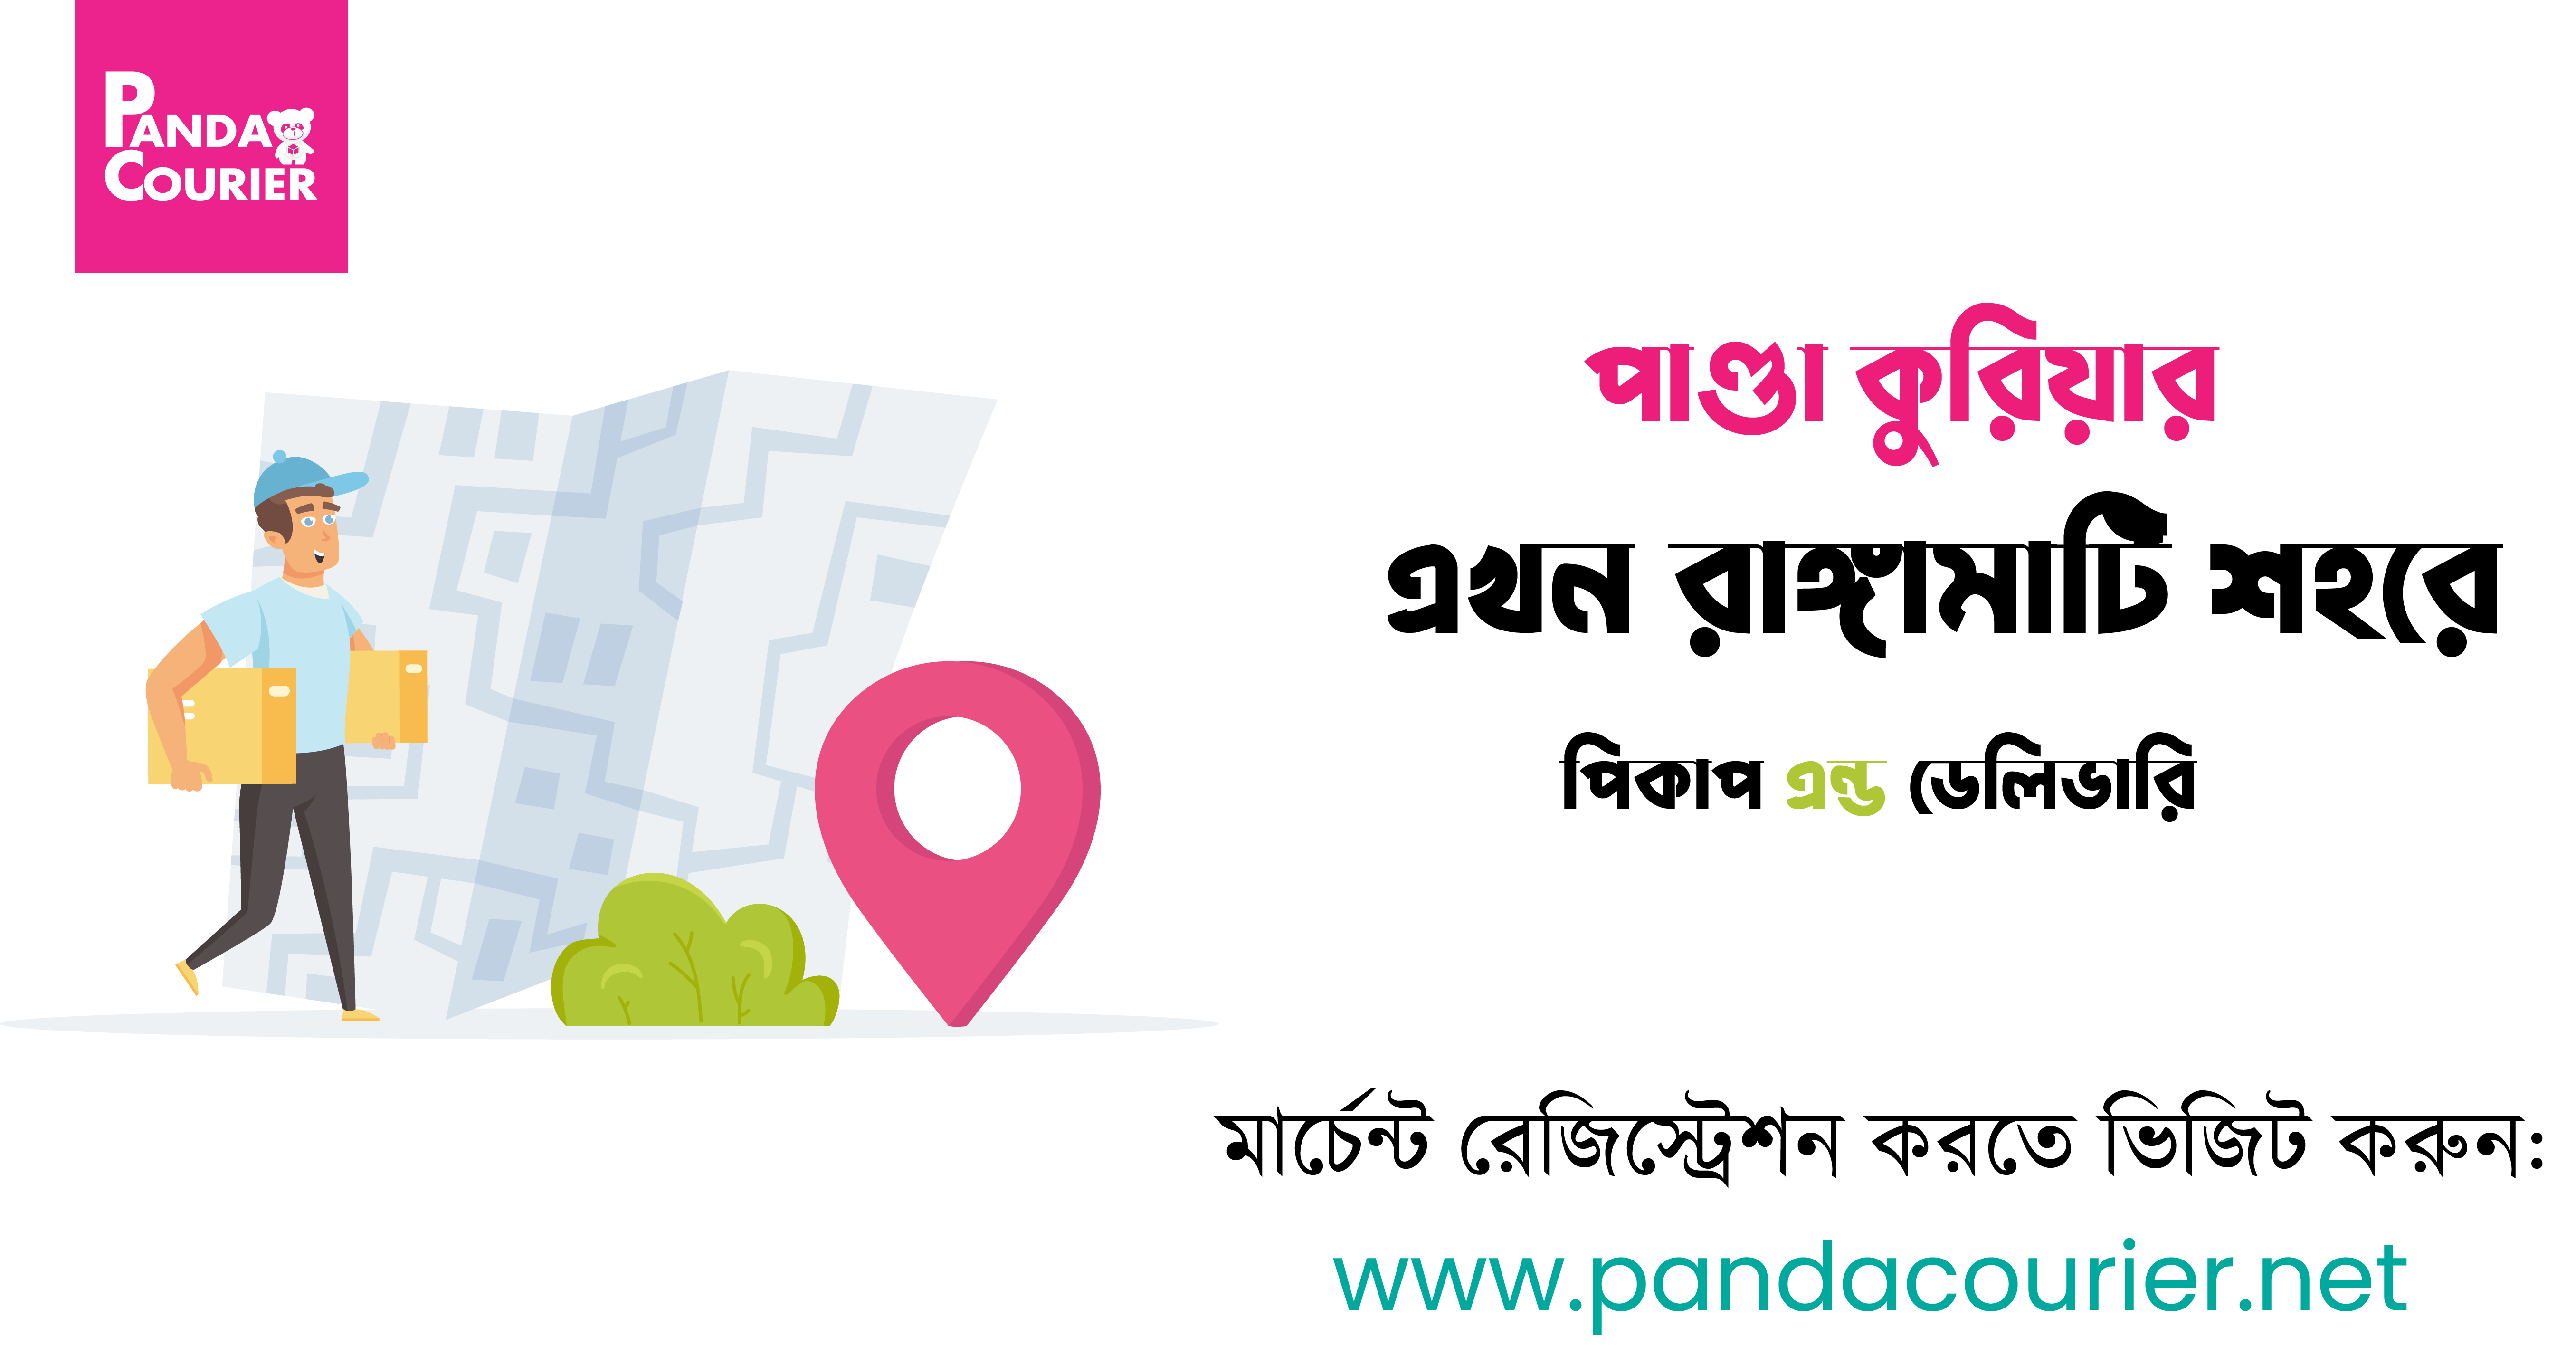 PANDA
COURIER
পাণ্ডা কুরিয়ার
এখন রাঙ্গামাটি শহরে
পিকাপ এন্ড ডেলিভারি
মার্চেন্ট রেজিস্ট্রেশন করতে ভিজিট করুন:
www.pandacourier.net